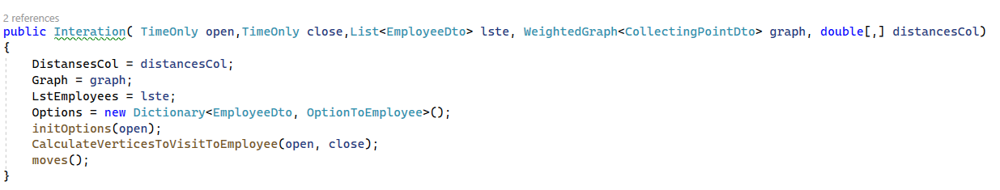 2 references
public Interation( TimeOnly open,TimeOnly close,List<EmployeeDto> lste, WeightedGraph<CollectingPointDto> graph, double[,] distancesCol)
{
    DistansesCol = distancesCol;
    Graph = graph;
    LstEmployees = lste;
    Options = new Dictionary<EmployeeDto, OptionToEmployee>();
    initOptions(open);
    CalculateVerticesToVisitToEmployee(open, close);
    moves();
}